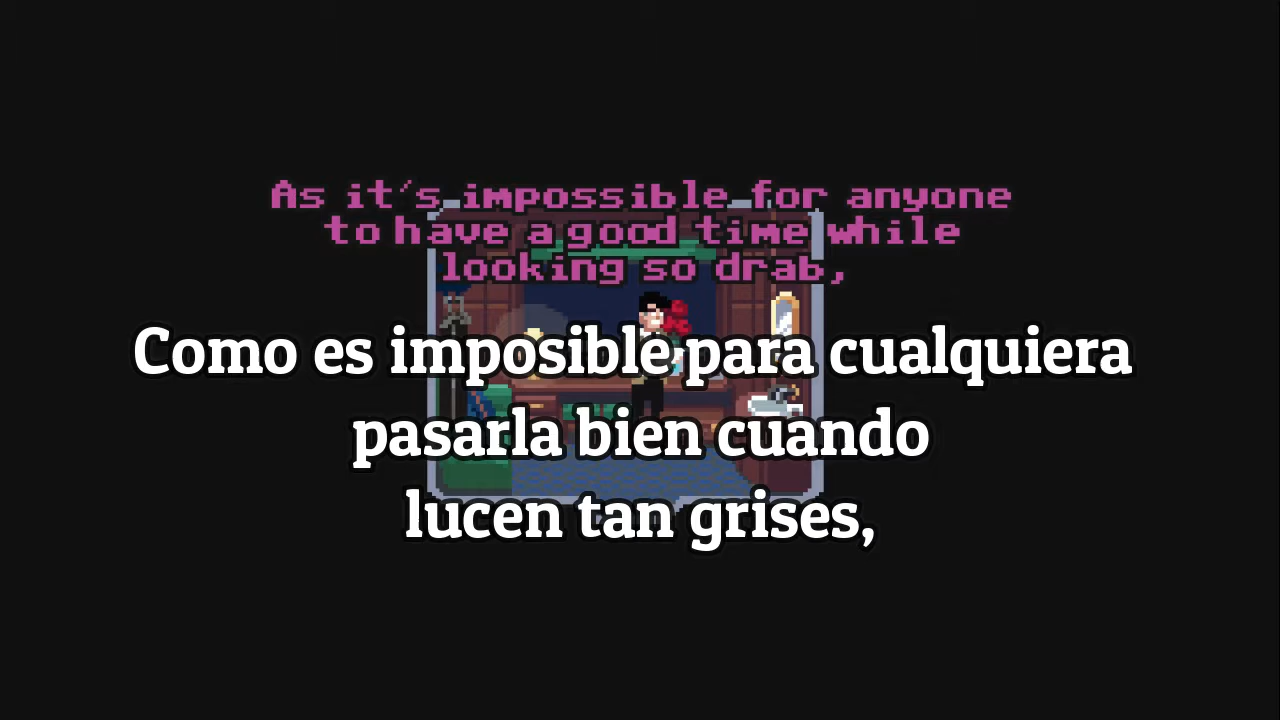 As it's impossible for anyone
to have a good time while
looking so drab,
Como es imposible para cualquiera
pasarla bien cuando
lucen tan grises,